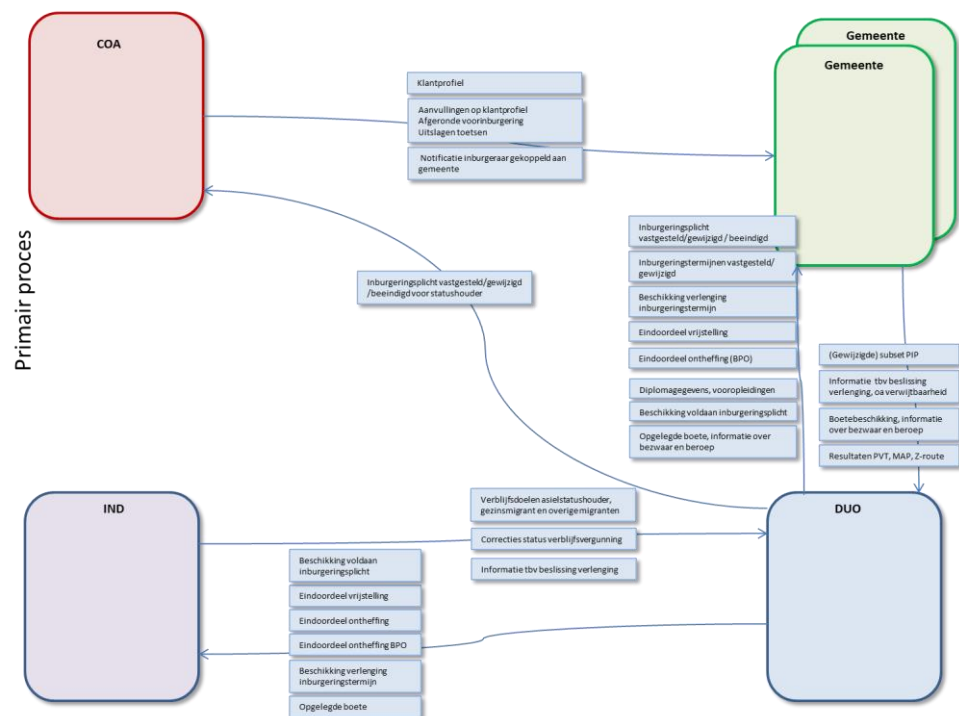 Primair proces
COA
Gemeente
Gemeente
Klantprofiel
Aanvullingen op klantprofiel
Afgeronde voorinburgering
Uitslagen toetsen
Notificatie inburgeraar gekoppeld aan
gemeente
Inburgeringsplicht vastgesteld/gewijzigd
/beeindigd voor statushouder
Inburgeringsplicht
vastgesteld/gewijzigd / beeindigd
Inburgeringstermijnen vastgesteld/
gewijzigd
Beschikking verlenging
inburgeringstermijn
Eindoordeel vrijstelling
Eindoordeel ontheffing (BPO)
Diplomagegevens, vooropleidingen
Beschikking voldaan inburgeringsplicht
Opgelegde boete, informatie over
bezwaar en beroep
(Gewijzigde) subset PIP
Informatie tbv beslissing
verlenging, oa verwijtbaarheid
Boetebeschikking, informatie
over bezwaar en beroep
Resultaten PVT, MAP, Z-route
IND
DUO
Verblijfsdoelen asielstatushouder,
gezinsmigrant en overige migranten
Correcties status verblijfsvergunning
Informatie tbv beslissing verlenging
Beschikking voldaan
inburgeringsplicht
Eindoordeel vrijstelling
Eindoordeel ontheffing
Eindoordeel ontheffing BPO
Beschikking verlenging
inburgeringstermijn
Opgelegde boete